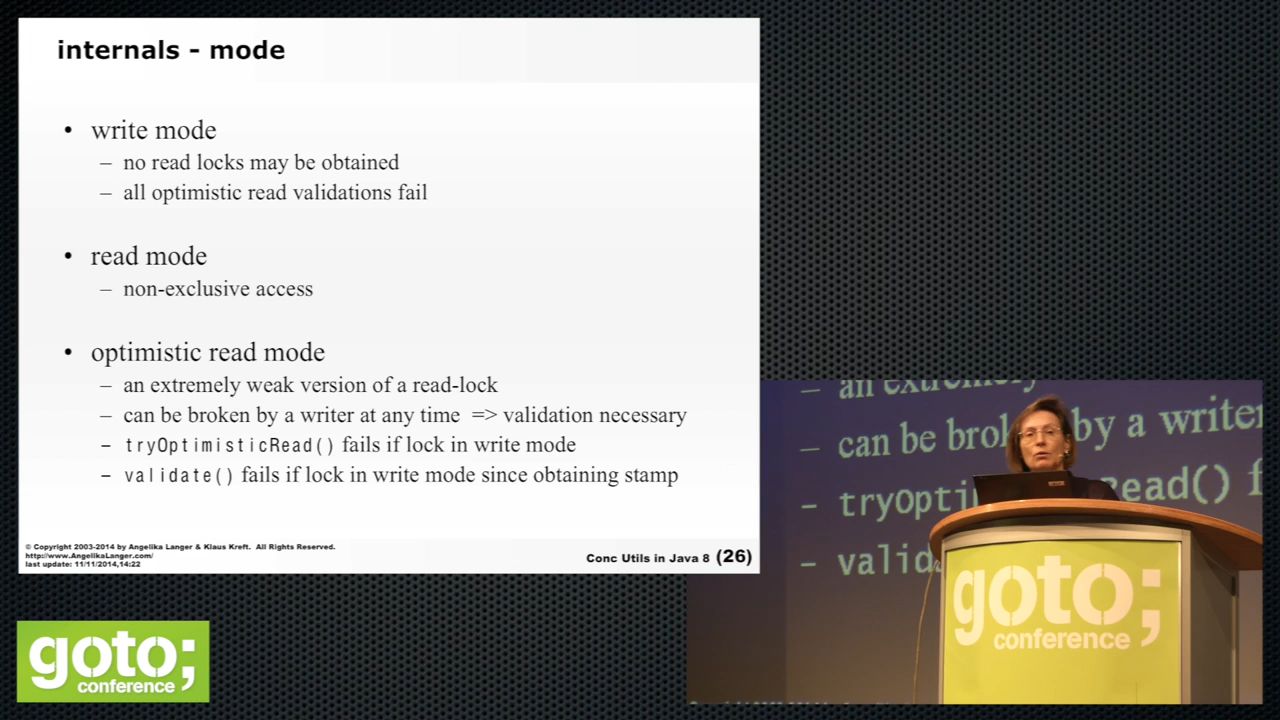 internals - mode
• write mode
– no read locks may be obtained
– all optimistic read validations fail
• read mode
– non-exclusive access
• optimistic read mode
– an extremely weak version of a read-lock
– can be broken by a writer at any time => validation necessary
– tryOptimisticRead() fails if lock in write mode
– validate() fails if lock in write mode since obtaining stamp
© Copyright 2003-2014 by Angelika Langer & Klaus Kreft. All Rights Reserved.
http://www.AngelikaLanger.com/
last update: 11/11/2014,14:22
Conc Utils in Java 8 (26)
– an extremely
– can be brok by a writer
– tryOpti Read() f
– valid
goto;
conference
goto;
conference